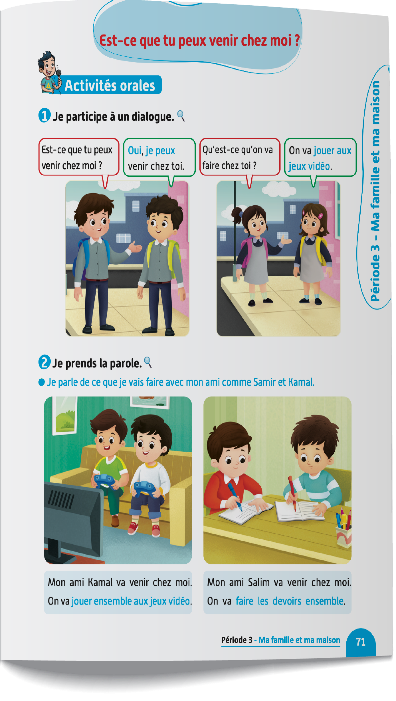 Est-ce que tu peux venir chez moi ?
Activités orales
1 Je participe à un dialogue.
Est-ce que tu peux
venir chez moi ?
Oui, je peux
venir chez toi.
Qu'est-ce qu'on va
faire chez toi ?
On va jouer aux
jeux vidéo.
Période 3 - Ma famille et ma maison
2 Je prends la parole.
Je parle de ce que je vais faire avec mon ami comme Samir et Kamal.
Mon ami Kamal va venir chez moi.
On va jouer ensemble aux jeux vidéo.
Mon ami Salim va venir chez moi.
On va faire les devoirs ensemble.
Période 3 - Ma famille et ma maison
71